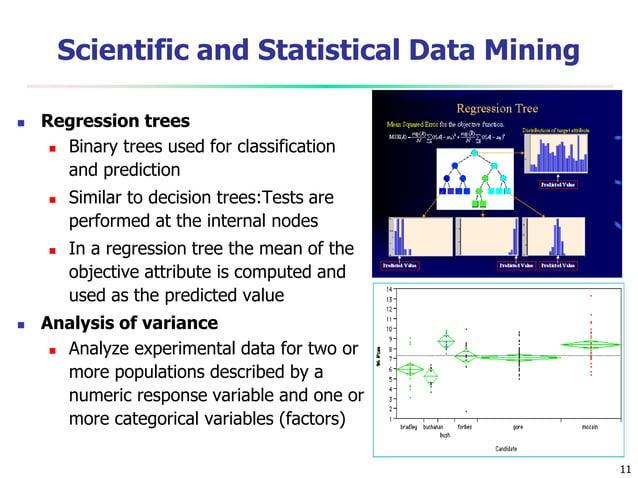 Scientific and Statistical Data Mining
Regression trees
Binary trees used for classification
and prediction
Similar to decision trees:Tests are
performed at the internal nodes
In a regression tree the mean of the
objective attribute is computed and
used as the predicted value
Analysis of variance
Analyze experimental data for two or
more populations described by a
numeric response variable and one or
more categorical variables (factors)
Regression Tree
Mean Squared Error for the objective function.
Distribution of target attribute
Predicted Value
Predicted Value
Predicted Value
Predicted Value
14
13
12
11
10
9
8
7
6
5
4
3
2
1
bradley
buchanan
bush
forbes
gore
mccain
Candidate
11